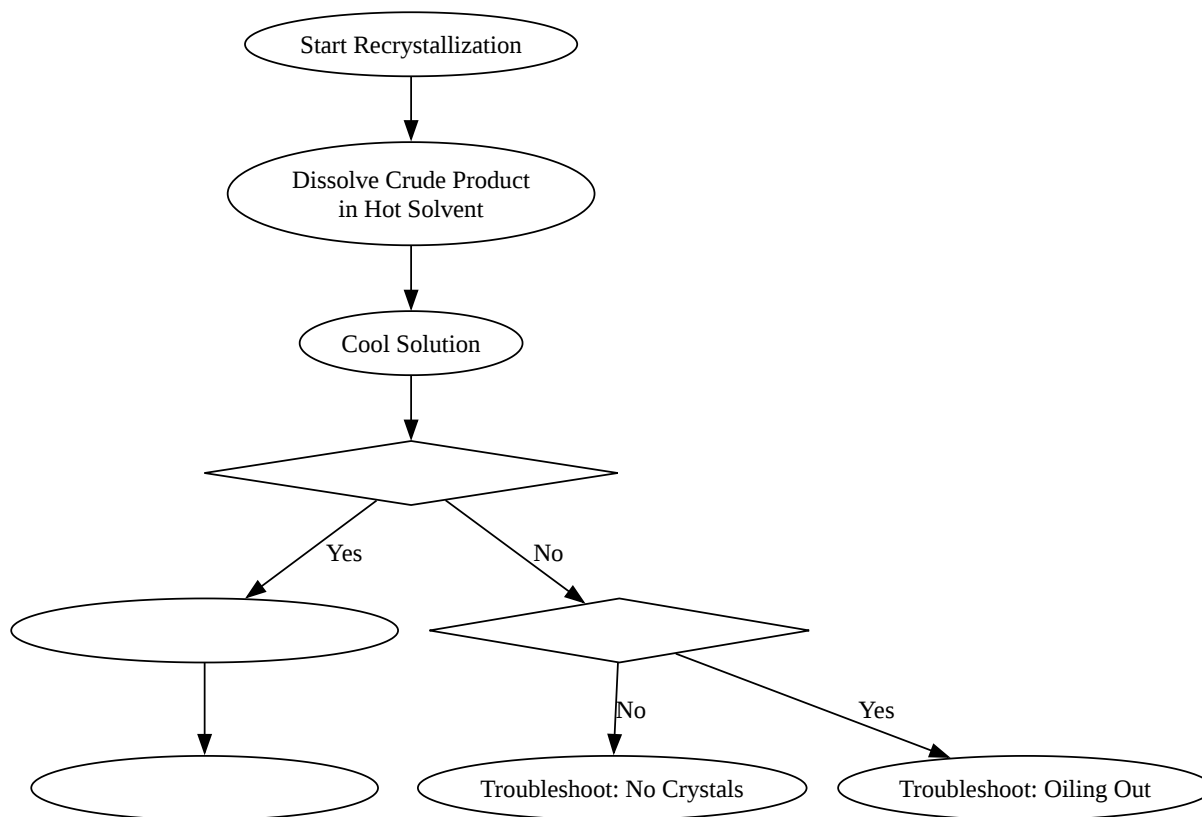 Start Recrystallization
Dissolve Crude Product
in Hot Solvent
Cool Solution
Yes
No
No
Yes
Troubleshoot: No Crystals
Troubleshoot: Oiling Out